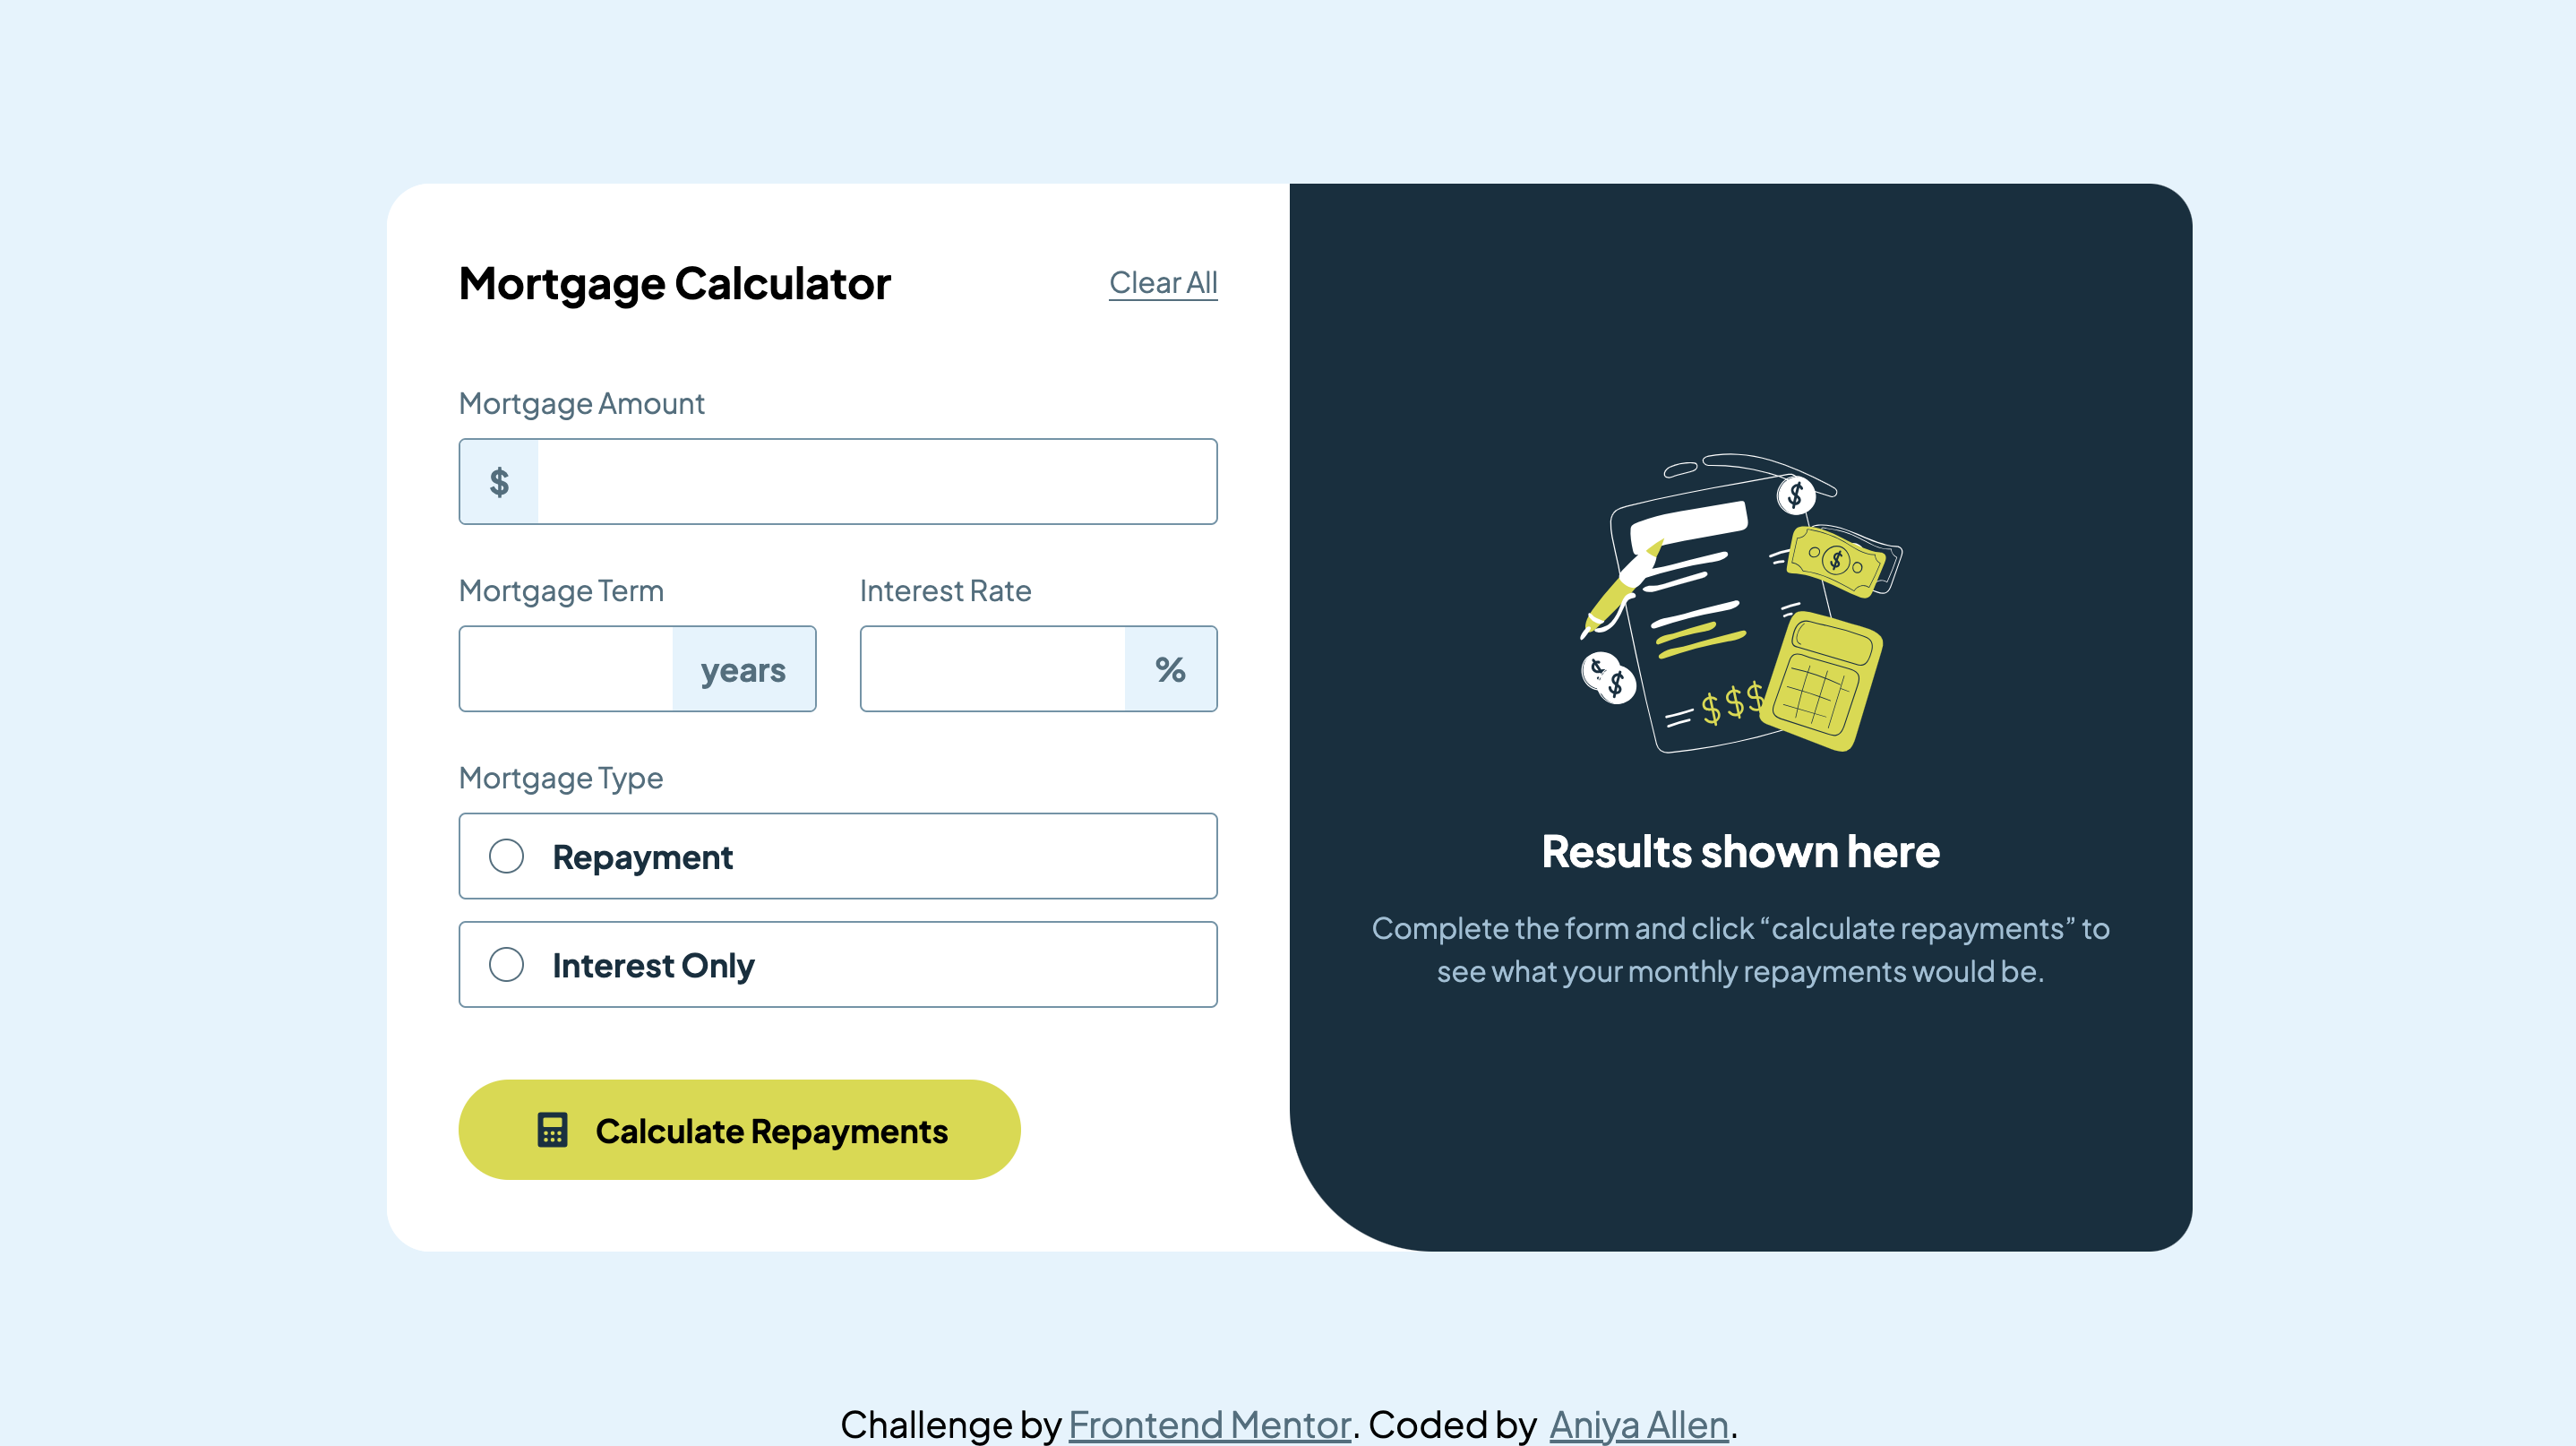 Mortgage Calculator
Clear All
Mortgage Amount
$
Mortgage Term
Interest Rate
years
%
Mortgage Type
Repayment
Interest Only
Calculate Repayments
$
$
$
$
= $$$
Results shown here
Complete the form and click “calculate repayments” to
see what your monthly repayments would be.
Challenge by Frontend Mentor. Coded by Aniya Allen.